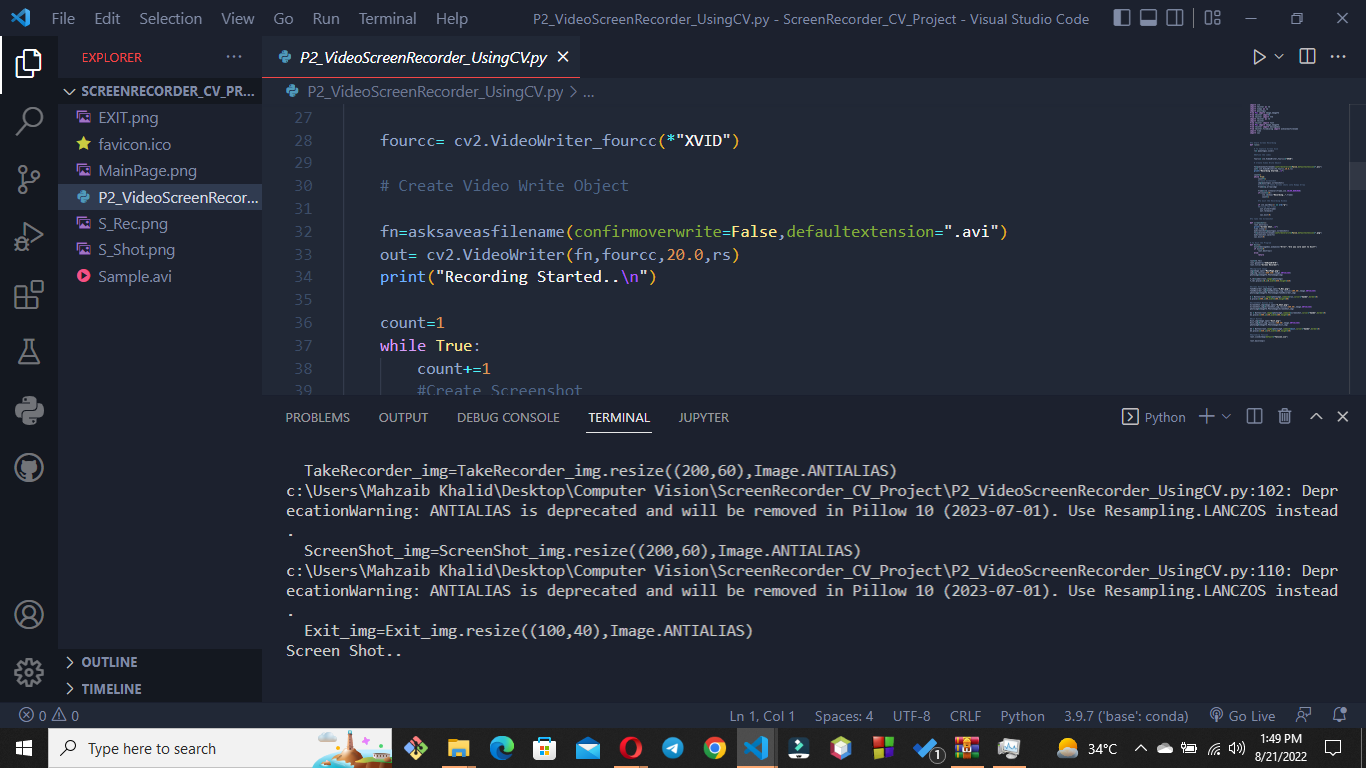 File Edit Selection View Go Run Terminal Help
P2_VideoScreenRecorder_UsingCV.py - ScreenRecorder_CV_Project - Visual Studio Code
EXPLORER
P2_VideoScreenRecorder_UsingCV.py
SCREENRECORDER_CV_PR...
P2_VideoScreenRecorder_UsingCV.py > ...
EXIT.png
favicon.ico
MainPage.png
P2_VideoScreenRecor...
S_Rec.png
S_Shot.png
Sample.avi
27
28 fourcc= cv2.VideoWriter_fourcc(*"XVID")
29
30 # Create Video Write Object
31
32 fn=asksaveasfilename(confirmoverwrite=False,defaultextension=".avi")
33 out= cv2.VideoWriter(fn,fourcc,20.0,rs)
34 print("Recording Started..\n")
35
36 count=1
37 while True:
38 count+=1
39 #Create Screenshot
PROBLEMS OUTPUT DEBUG CONSOLE TERMINAL JUPYTER
Python
TakeRecorder_img=TakeRecorder_img.resize((200,60),Image.ANTIALIAS)
c:\Users\Mahzaib Khalid\Desktop\Computer Vision\ScreenRecorder_CV_Project\P2_VideoScreenRecorder_UsingCV.py:102: Depr
ecationWarning: ANTIALIAS is deprecated and will be removed in Pillow 10 (2023-07-01). Use Resampling.LANCZOS instead
.
ScreenShot_img=ScreenShot_img.resize((200,60),Image.ANTIALIAS)
c:\Users\Mahzaib Khalid\Desktop\Computer Vision\ScreenRecorder_CV_Project\P2_VideoScreenRecorder_UsingCV.py:110: Depr
ecationWarning: ANTIALIAS is deprecated and will be removed in Pillow 10 (2023-07-01). Use Resampling.LANCZOS instead
.
Exit_img=Exit_img.resize((100,40),Image.ANTIALIAS)
Screen Shot..
OUTLINE
TIMELINE
0 0
Ln 1, Col 1 Spaces: 4 UTF-8 CRLF Python 3.9.7 ('base': conda) Go Live
Type here to search
1
34°C
1:49 PM
8/21/2022